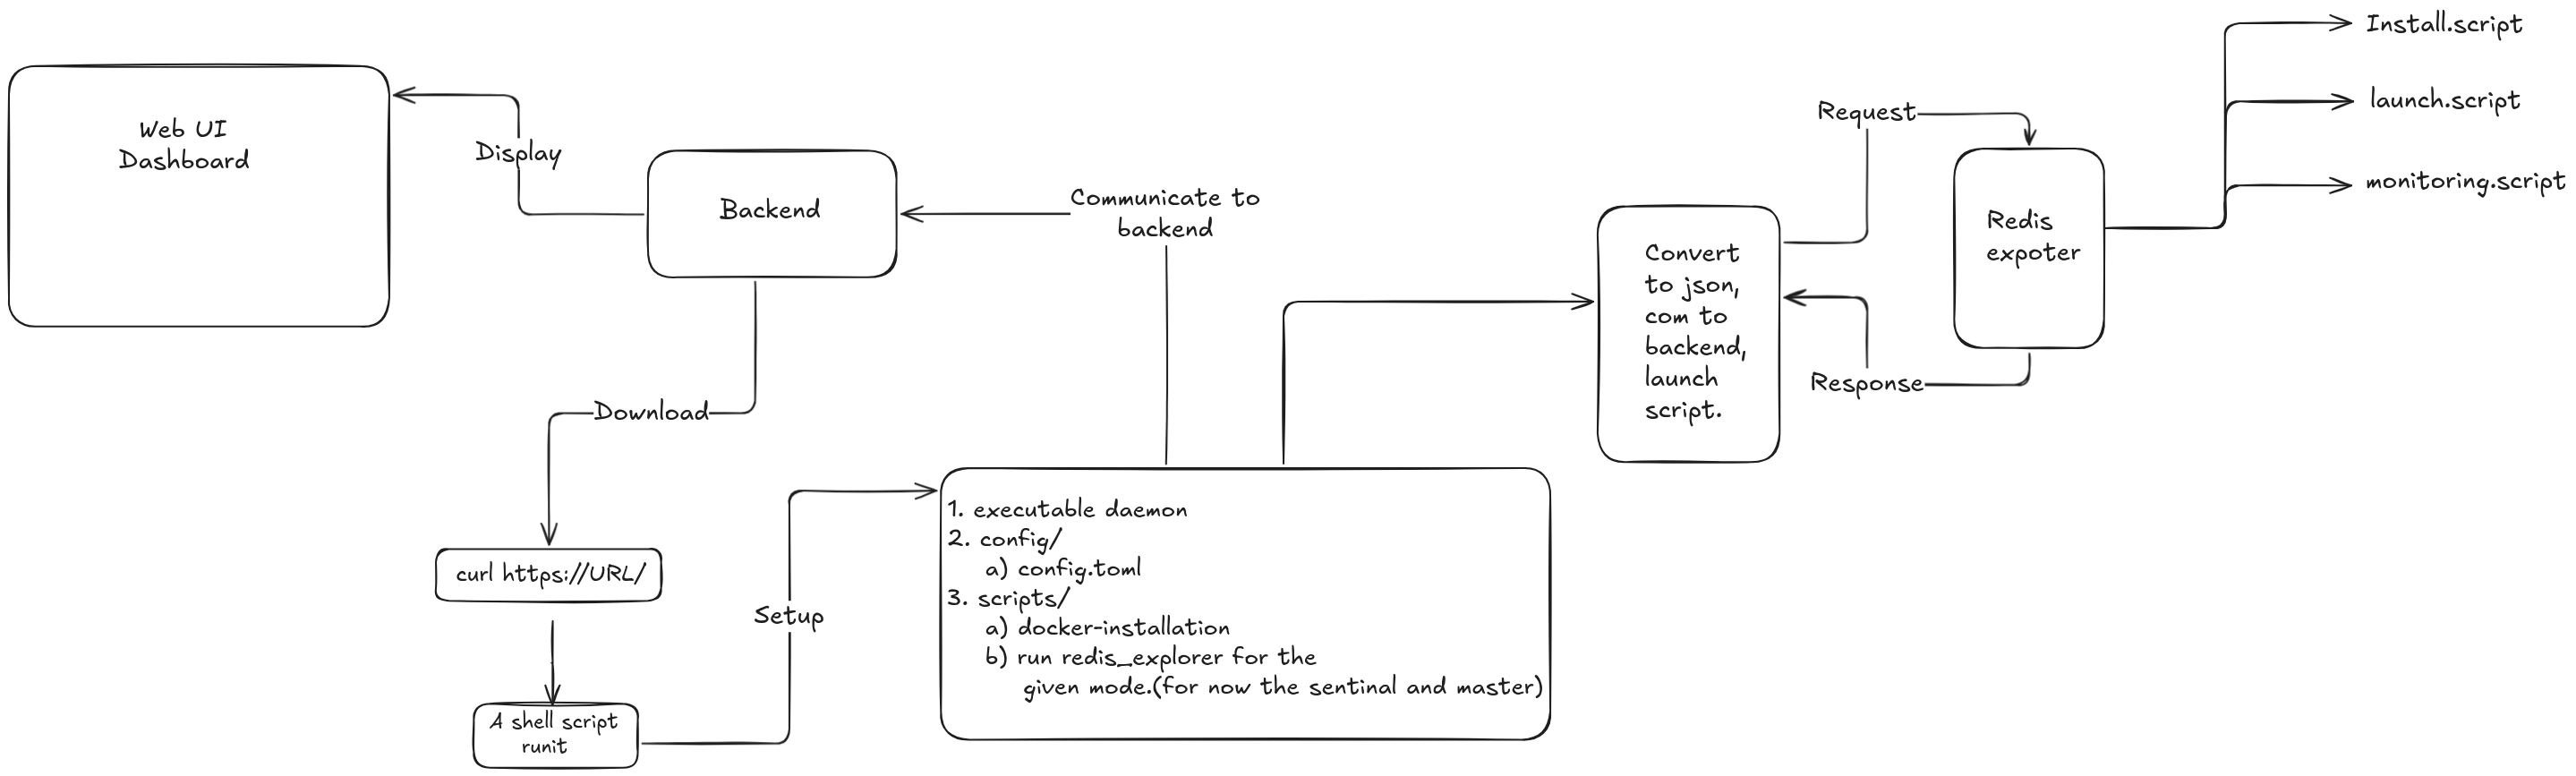 Web UI
Dashboard
Display
Backend
Communicate to
backend
Download
curl https://URL/
A shell script
runit
Setup
1. executable daemon
2. config/
a) config.toml
3. scripts/
a) docker-installation
b) run redis_explorer for the
given mode.(for now the sentinal and master)
Convert
to json,
com to
backend,
launch
script.
Request
Response
Redis
expoter
Install.script
launch.script
monitoring.script